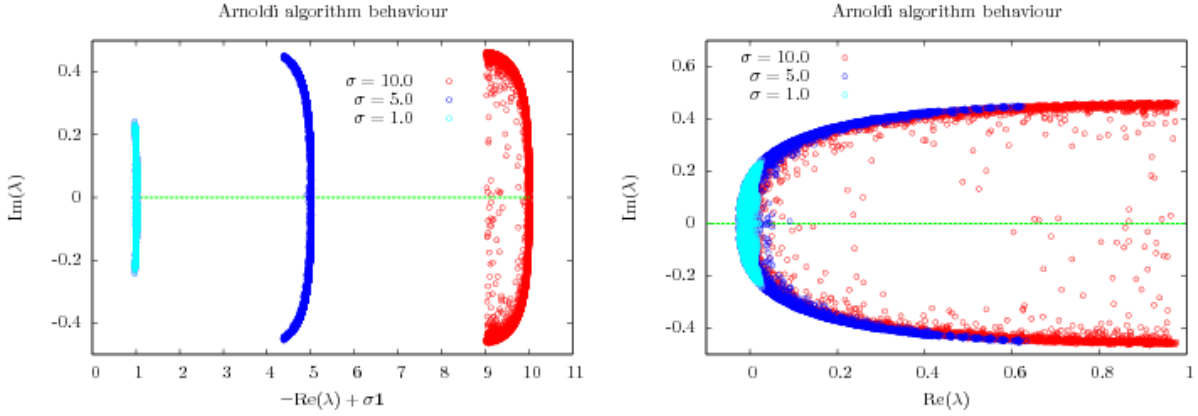 Arnoldi algorithm behaviour
Im(λ)
0.4
0.2
0
-0.2
-0.4
σ = 10.0
σ = 5.0
σ = 1.0
0 1 2 3 4 5 6 7 8 9 10 11
−Re(λ) + σ1
Arnoldi algorithm behaviour
Im(λ)
0.6
0.4
0.2
0
-0.2
-0.4
σ = 10.0
σ = 5.0
σ = 1.0
0 0.2 0.4 0.6 0.8 1
Re(λ)